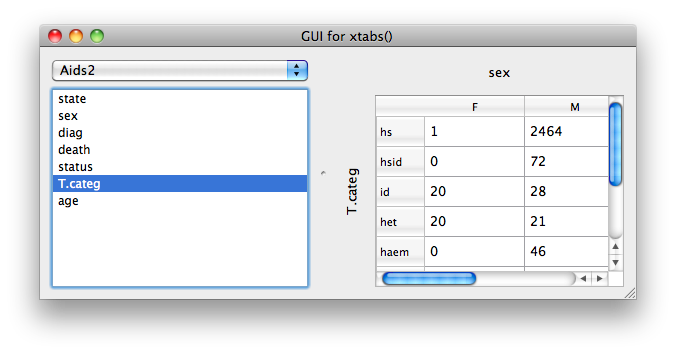 GUI for xtabs()
Aids2
state
sex
diag
death
status
T.categ
age
sex
T.categ
F M
hs 1 2464
hsid 0 72
id 20 28
het 20 21
haem 0 46